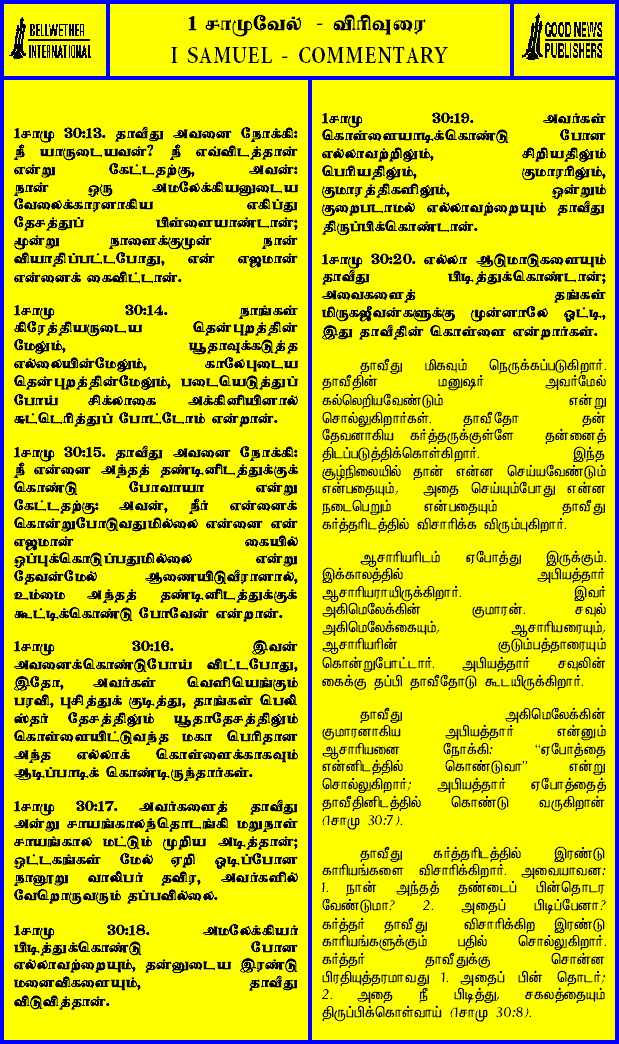 BELLWETHER
INTERNATIONAL
1 சாமுவேல் - விரிவுரை
I SAMUEL - COMMENTARY
GOOD NEWS
PUBLISHERS
1சாமு 30:13. தாவீது அவனை நோக்கி:
நீ யாருடையவன்? நீ எவ்விடத்தான்
என்று கேட்டதற்கு, அவன்:
நான் ஒரு அமலேக்கியனுடைய
வேலைக்காரனாகிய எகிப்து
தேசத்துப் பிள்ளையாண்டான்;
மூன்று நாளைக்குமுன் நான்
வியாதிப்பட்டபோது, என் எஜமான்
என்னைக் கைவிட்டான்.
1சாமு 30:14. நாங்கள்
கிரேத்தியருடைய தென்புறத்தின்
மேலும், யூதாவுக்கடுத்த
எல்லையின்மேலும், காலேபுடைய
தென்புறத்தின்மேலும், படையெடுத்துப்
போய் சிக்லாகை அக்கினியினால்
சுட்டெரித்துப் போட்டோம் என்றான்.
1சாமு 30:15. தாவீது அவனை நோக்கி:
நீ என்னை அந்தத் தண்டினிடத்துக்குக்
கொண்டு போவாயா என்று
கேட்டதற்கு: அவன், நீர் என்னைக்
கொன்றுபோடுவதுமில்லை என்னை என்
எஜமான் கையில்
ஒப்புக்கொடுப்பதுமில்லை என்று
தேவன்மேல் ஆணையிடுவீரானால்,
உம்மை அந்தத் தண்டினிடத்துக்குக்
கூட்டிக்கொண்டு போவேன் என்றான்.
1சாமு 30:16. இவன்
அவனைக்கொண்டுபோய் விட்டபோது,
இதோ, அவர்கள் வெளியெங்கும்
பரவி, புசித்துக் குடித்து, தாங்கள் பெலி
ஸ்தர் தேசத்திலும் யூதாதேசத்திலும்
கொள்ளையிட்டுவந்த மகா பெரிதான
அந்த எல்லாக் கொள்ளைக்காகவும்
ஆடிப்பாடிக் கொண்டிருந்தார்கள்.
1சாமு 30:17. அவர்களைத் தாவீது
அன்று சாயங்காலந்தொடங்கி மறுநாள்
சாயங்கால மட்டும் முறிய அடித்தான்;
ஒட்டகங்கள் மேல் ஏறி ஓடிப்போன
நானூறு வாலிபர் தவிர, அவர்களில்
வேறொருவரும் தப்பவில்லை.
1சாமு 30:18. அமலேக்கியர்
பிடித்துக்கொண்டு போன
எல்லாவற்றையும், தன்னுடைய இரண்டு
மனைவிகளையும், தாவீது
விடுவித்தான்.
1சாமு 30:19. அவர்கள்
கொள்ளையாடிக்கொண்டு போன
எல்லாவற்றிலும், சிறியதிலும்
பெரியதிலும், குமாரரிலும்,
குமாரத்திகளிலும், ஒன்றும்
குறைபடாமல் எல்லாவற்றையும் தாவீது
திருப்பிக்கொண்டான்.
1சாமு 30:20. எல்லா ஆடுமாடுகளையும்
தாவீது பிடித்துக்கொண்டான்;
அவைகளைத் தங்கள்
மிருகஜீவன்களுக்கு முன்னாலே ஓட்டி,
இது தாவீதின் கொள்ளை என்றார்கள்.
தாவீது மிகவும் நெருக்கப்படுகிறார்.
தாவீதின் மனுஷர் அவர்மேல்
கல்லெறியவேண்டும் என்று
சொல்லுகிறார்கள். தாவீதோ தன்
தேவனாகிய கர்த்தருக்குள்ளே தன்னைத்
திடப்படுத்திக்கொள்கிறார். இந்த
சூழ்நிலையில் தான் என்ன செய்யவேண்டும்
என்பதையும், அதை செய்யும்போது என்ன
நடைபெறும் என்பதையும் தாவீது
கர்த்தரிடத்தில் விசாரிக்க விரும்புகிறார்.
ஆசாரியரிடம் ஏபோத்து இருக்கும்.
இக்காலத்தில் அபியத்தார்
ஆசாரியராயிருக்கிறார். இவர்
அகிமெலேக்கின் குமாரன். சவுல்
அகிமெலேக்கையும், ஆசாரியரையும்,
ஆசாரியரின் குடும்பத்தாரையும்
கொன்றுபோட்டார். அபியத்தார் சவுலின்
கைக்கு தப்பி தாவீதோடு கூடயிருக்கிறார்.
தாவீது அகிமெலேக்கின்
குமாரனாகிய அபியத்தார் என்னும்
ஆசாரியனை நோக்கி: "ஏபோத்தை
என்னிடத்தில் கொண்டுவா" என்று
சொல்லுகிறார்; அபியத்தார் ஏபோத்தைத்
தாவீதினிடத்தில் கொண்டு வருகிறான்
(1சாமு 30:7).
தாவீது கர்த்தரிடத்தில் இரண்டு
காரியங்களை விசாரிக்கிறார். அவையாவன:
1. நான் அந்தத் தண்டைப் பின்தொடர
வேண்டுமா? 2. அதைப் பிடிப்பேனா?
கர்த்தர் தாவீது விசாரிக்கிற இரண்டு
காரியங்களுக்கும் பதில் சொல்லுகிறார்.
கர்த்தர் தாவீதுக்கு சொன்ன
பிரதியுத்தரமாவது 1. அதைப் பின் தொடர்;
2. அதை நீ பிடித்து, சகலத்தையும்
திருப்பிக்கொள்வாய் (1சாமு 30:8).